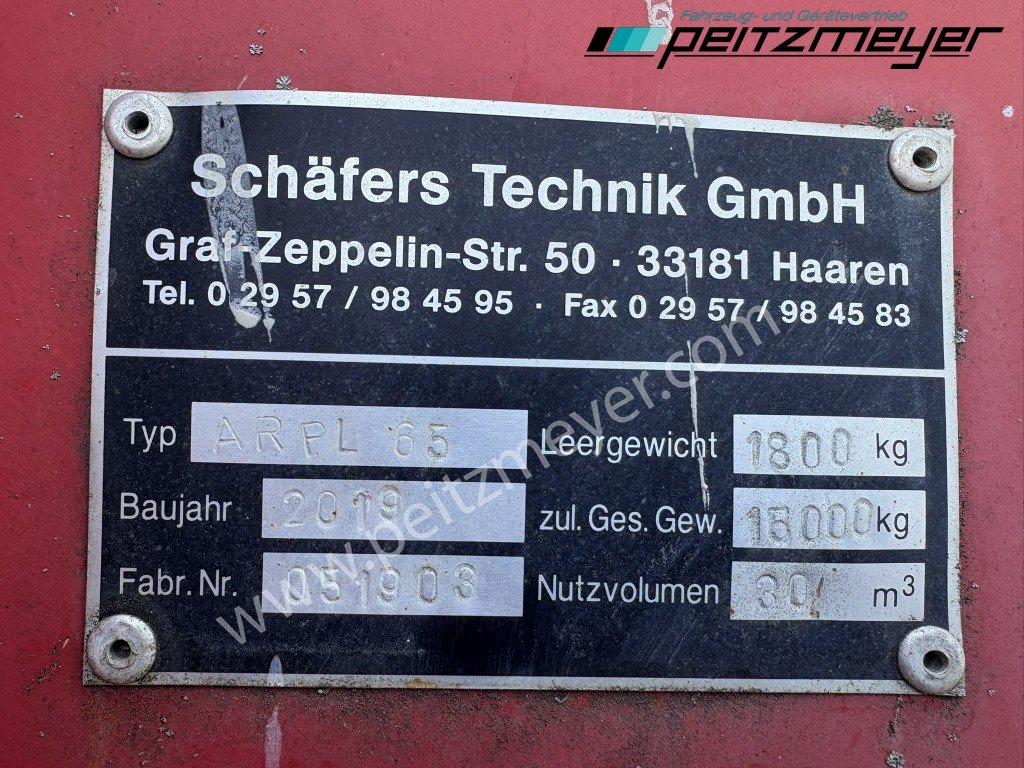 Fahrzeug- und Gerätevertrieb
peitzmeyer
Schäfers Technik GmbH
Graf-Zeppelin-Str. 50 · 33181 Haaren
Tel. 0 29 57 / 98 45 95 · Fax 0 29 57 / 98 45 83
Typ ARPL 65 Leergewicht 1800 kg
Baujahr 2019 zul. Ges. Gew. 15000 kg
Fabr. Nr. 051903 Nutzvolumen 30/ m³
www.peitzmeyer.com